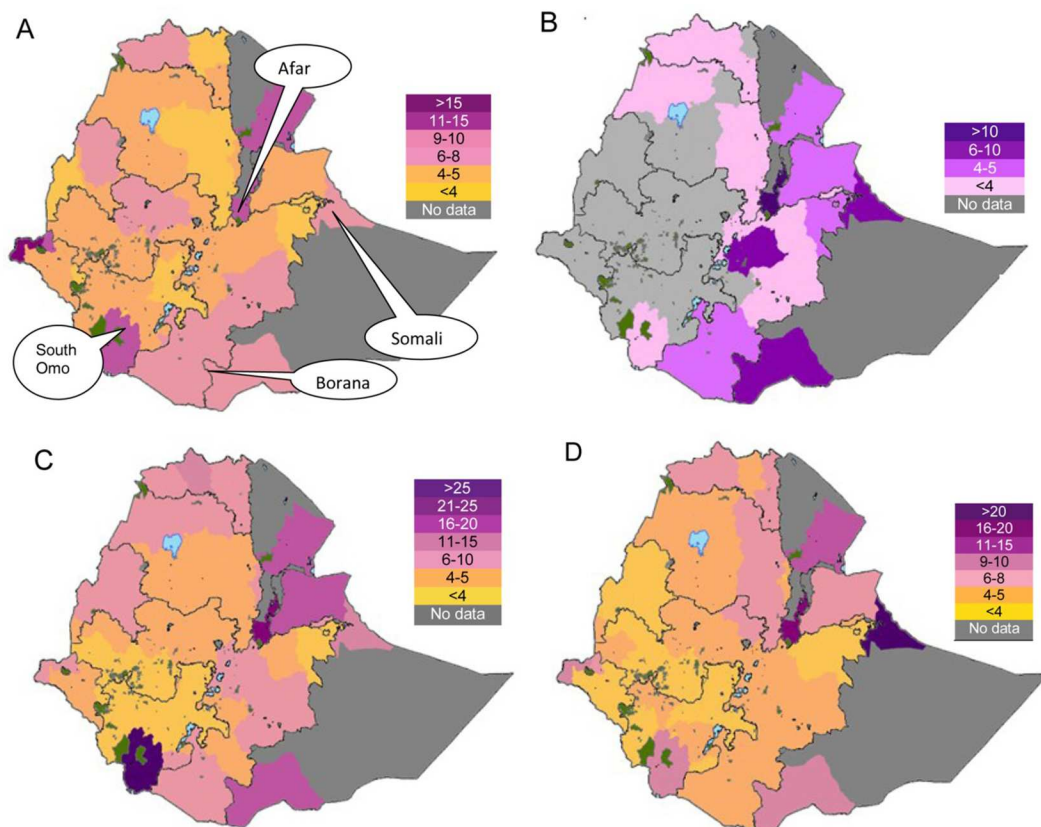 A
Afar
>15
11-15
9-10
6-8
4-5
<4
No data
South
Omo
Somali
Borana
B
>10
6-10
4-5
<4
No data
C
>25
21-25
16-20
11-15
6-10
4-5
<4
No data
D
>20
16-20
11-15
9-10
6-8
4-5
<4
No data